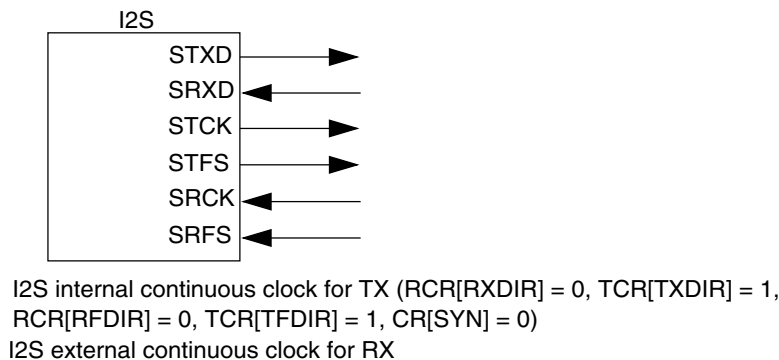 I2S
STXD
SRXD
STCK
STFS
SRCK
SRFS
I2S internal continuous clock for TX (RCR[RXDIR] = 0, TCR[TXDIR] = 1,
RCR[RFDIR] = 0, TCR[TFDIR] = 1, CR[SYN] = 0)
I2S external continuous clock for RX